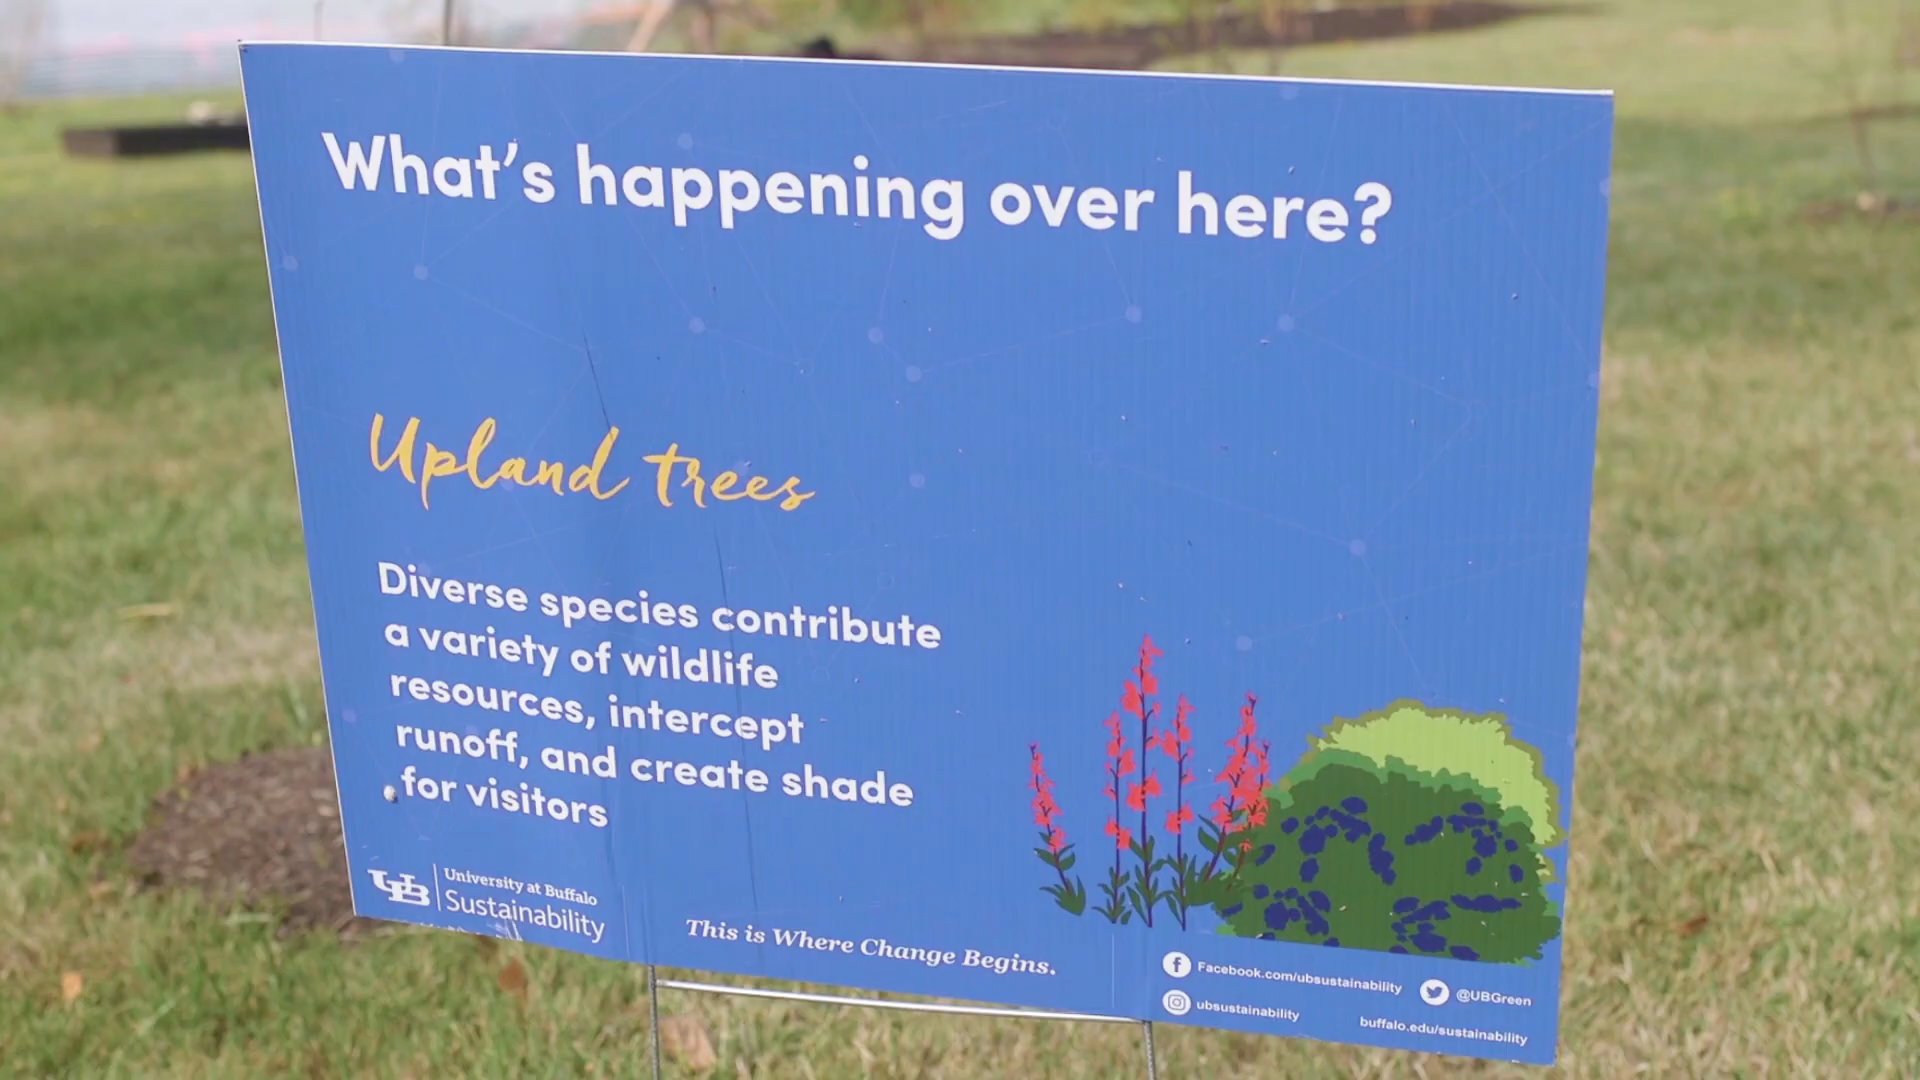 What's happening over here?
Upland trees
Diverse species contribute
a variety of wildlife
resources, intercept
runoff, and create shade
for visitors
UB
University at Buffalo
Sustainability
This is Where Change Begins.
Facebook.com/ubsustainability
@UBGreen
ubsustainability
buffalo.edu/sustainability